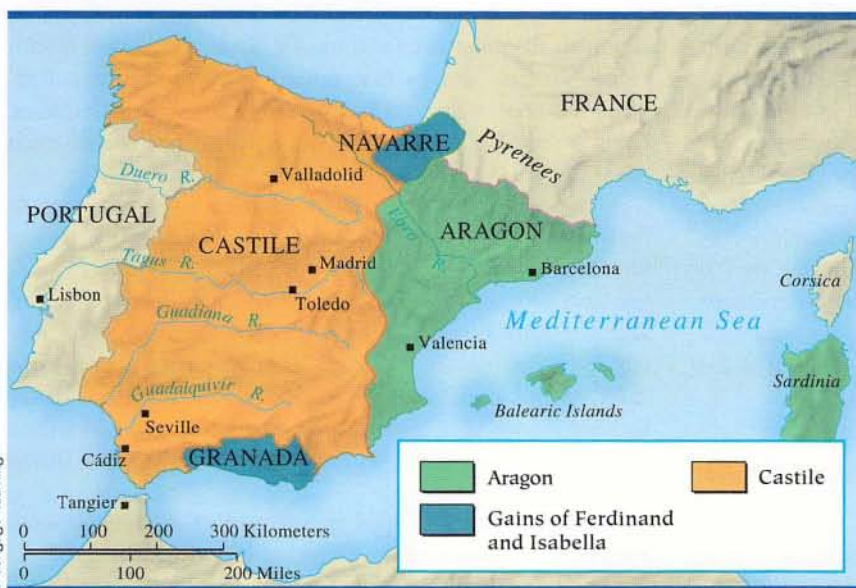 FRANCE
NAVARRE
Pyrenees
Duero R.
Valladolid
PORTUGAL
Ebro R.
ARAGON
CASTILE
Madrid
Tagus R.
Barcelona
Corsica
Lisbon
Toledo
Guadiana R.
Mediterranean Sea
Valencia
Sardinia
Guadalquivir R.
Seville
Balearic Islands
Cádiz
GRANADA
Tangier
Aragon
Castile
Gains of Ferdinand
and Isabella
0 100 200 300 Kilometers
0 100 200 Miles